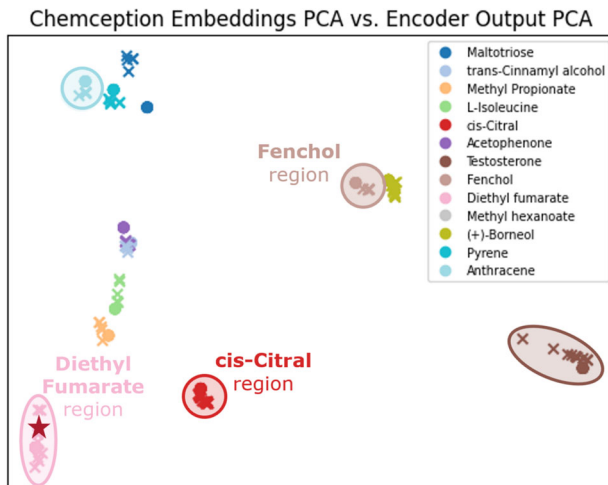 Chemception Embeddings PCA vs. Encoder Output PCA
Maltotriose
trans-Cinnamyl alcohol
Methyl Propionate
L-Isoleucine
cis-Citral
Acetophenone
Testosterone
Fenchol
Diethyl fumarate
Methyl hexanoate
(+)-Borneol
Pyrene
Anthracene
Fenchol
region
Diethyl
Fumarate
region
cis-Citral
region